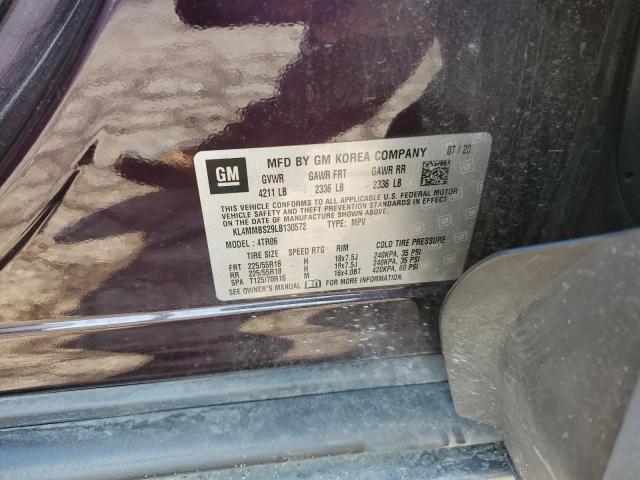 GM
MFD BY GM KOREA COMPANY 07/20
GVWR GAWR FRT GAWR RR
4211 LB 2336 LB 2336 LB
THIS VEHICLE CONFORMS TO ALL APPLICABLE U.S. FEDERAL MOTOR
VEHICLE SAFETY, BUMPER, AND THEFT PREVENTION
STANDARDS IN EFFECT ON THE DATE OF MANUFACTURE SHOWN ABOVE.
KL4MMBS29LB130572 TYPE: MPV
MODEL: 4TR06
TIRE SIZE SPEED RTG RIM COLD TIRE PRESSURE
FRT 225/55R18 H 18x7.5J 240KPA, 35 PSI
RR 225/55R18 H 18x7.5J 240KPA, 35 PSI
SPA T125/70R16 M 16x4.0BT 420KPA, 60 PSI
SEE OWNER'S MANUAL FOR MORE INFORMATION.